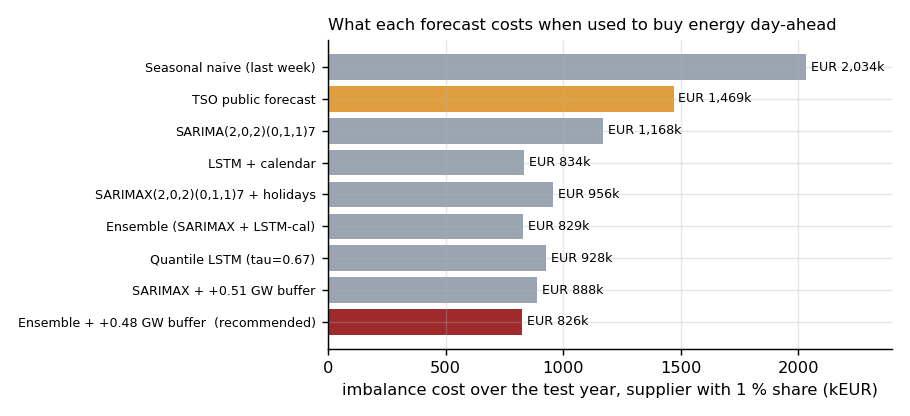 What each forecast costs when used to buy energy day-ahead
Seasonal naive (last week) EUR 2,034k
TSO public forecast EUR 1,469k
SARIMA(2,0,2)(0,1,1)7 EUR 1,168k
LSTM + calendar EUR 834k
SARIMAX(2,0,2)(0,1,1)7 + holidays EUR 956k
Ensemble (SARIMAX + LSTM-cal) EUR 829k
Quantile LSTM (tau=0.67) EUR 928k
SARIMAX + +0.51 GW buffer EUR 888k
Ensemble + +0.48 GW buffer (recommended) EUR 826k
0 500 1000 1500 2000
imbalance cost over the test year, supplier with 1 % share (kEUR)